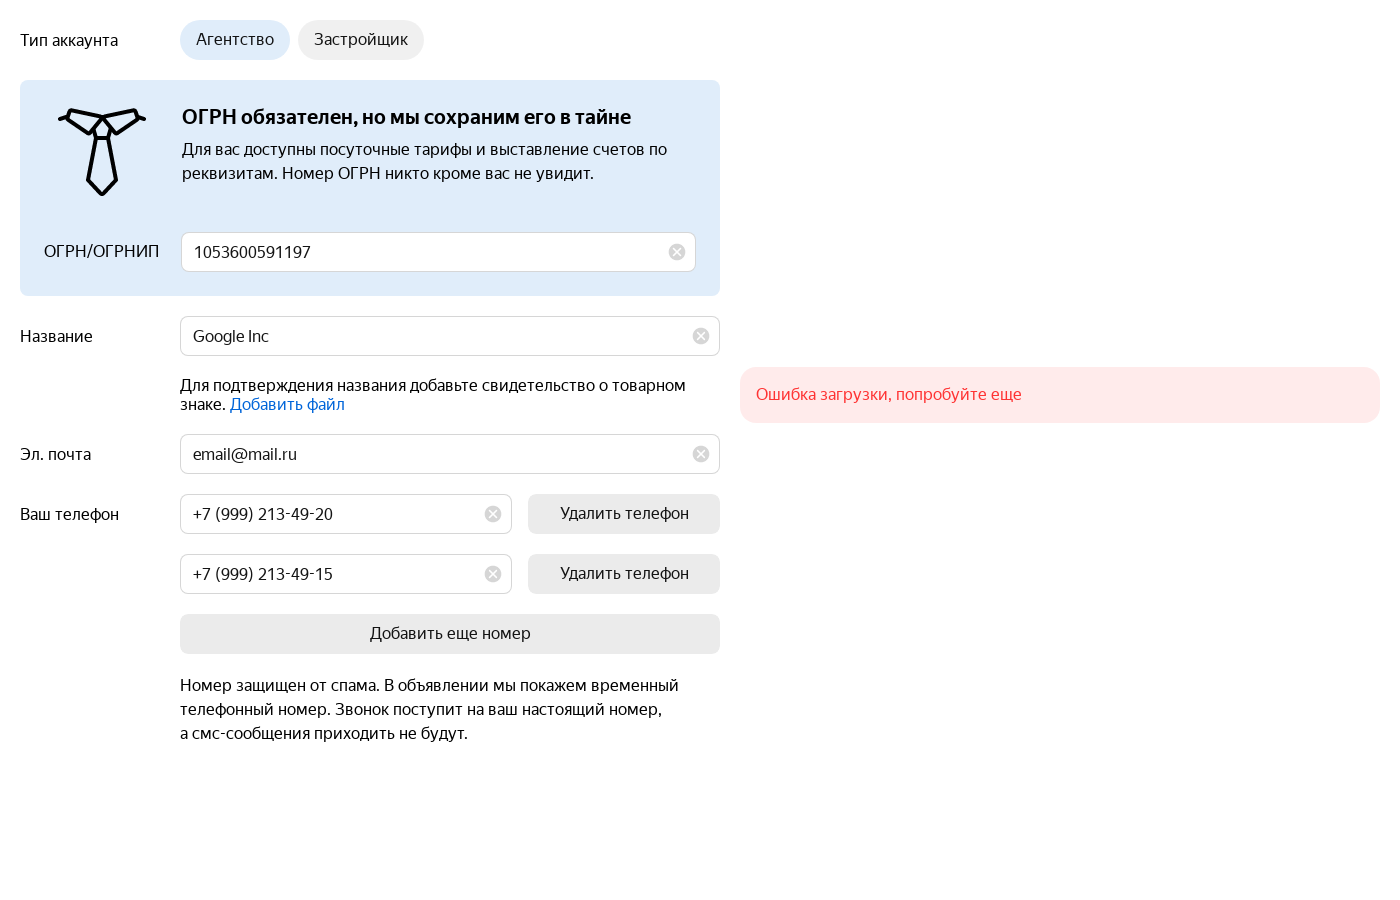 Тип аккаунта
Агентство
Застройщик
ОГРН обязателен, но мы сохраним его в тайне
Для вас доступны посуточные тарифы и выставление счетов по
реквизитам. Номер ОГРН никто кроме вас не увидит.
ОГРН/ОГРНИП
1053600591197
Название
Google Inc
Для подтверждения названия добавьте свидетельство о товарном
знаке. Добавить файл
Ошибка загрузки, попробуйте еще
Эл. почта
email@mail.ru
Ваш телефон
+7 (999) 213-49-20
Удалить телефон
+7 (999) 213-49-15
Удалить телефон
Добавить еще номер
Номер защищен от спама. В объявлении мы покажем временный
телефонный номер. Звонок поступит на ваш настоящий номер,
а смс-сообщения приходить не будут.